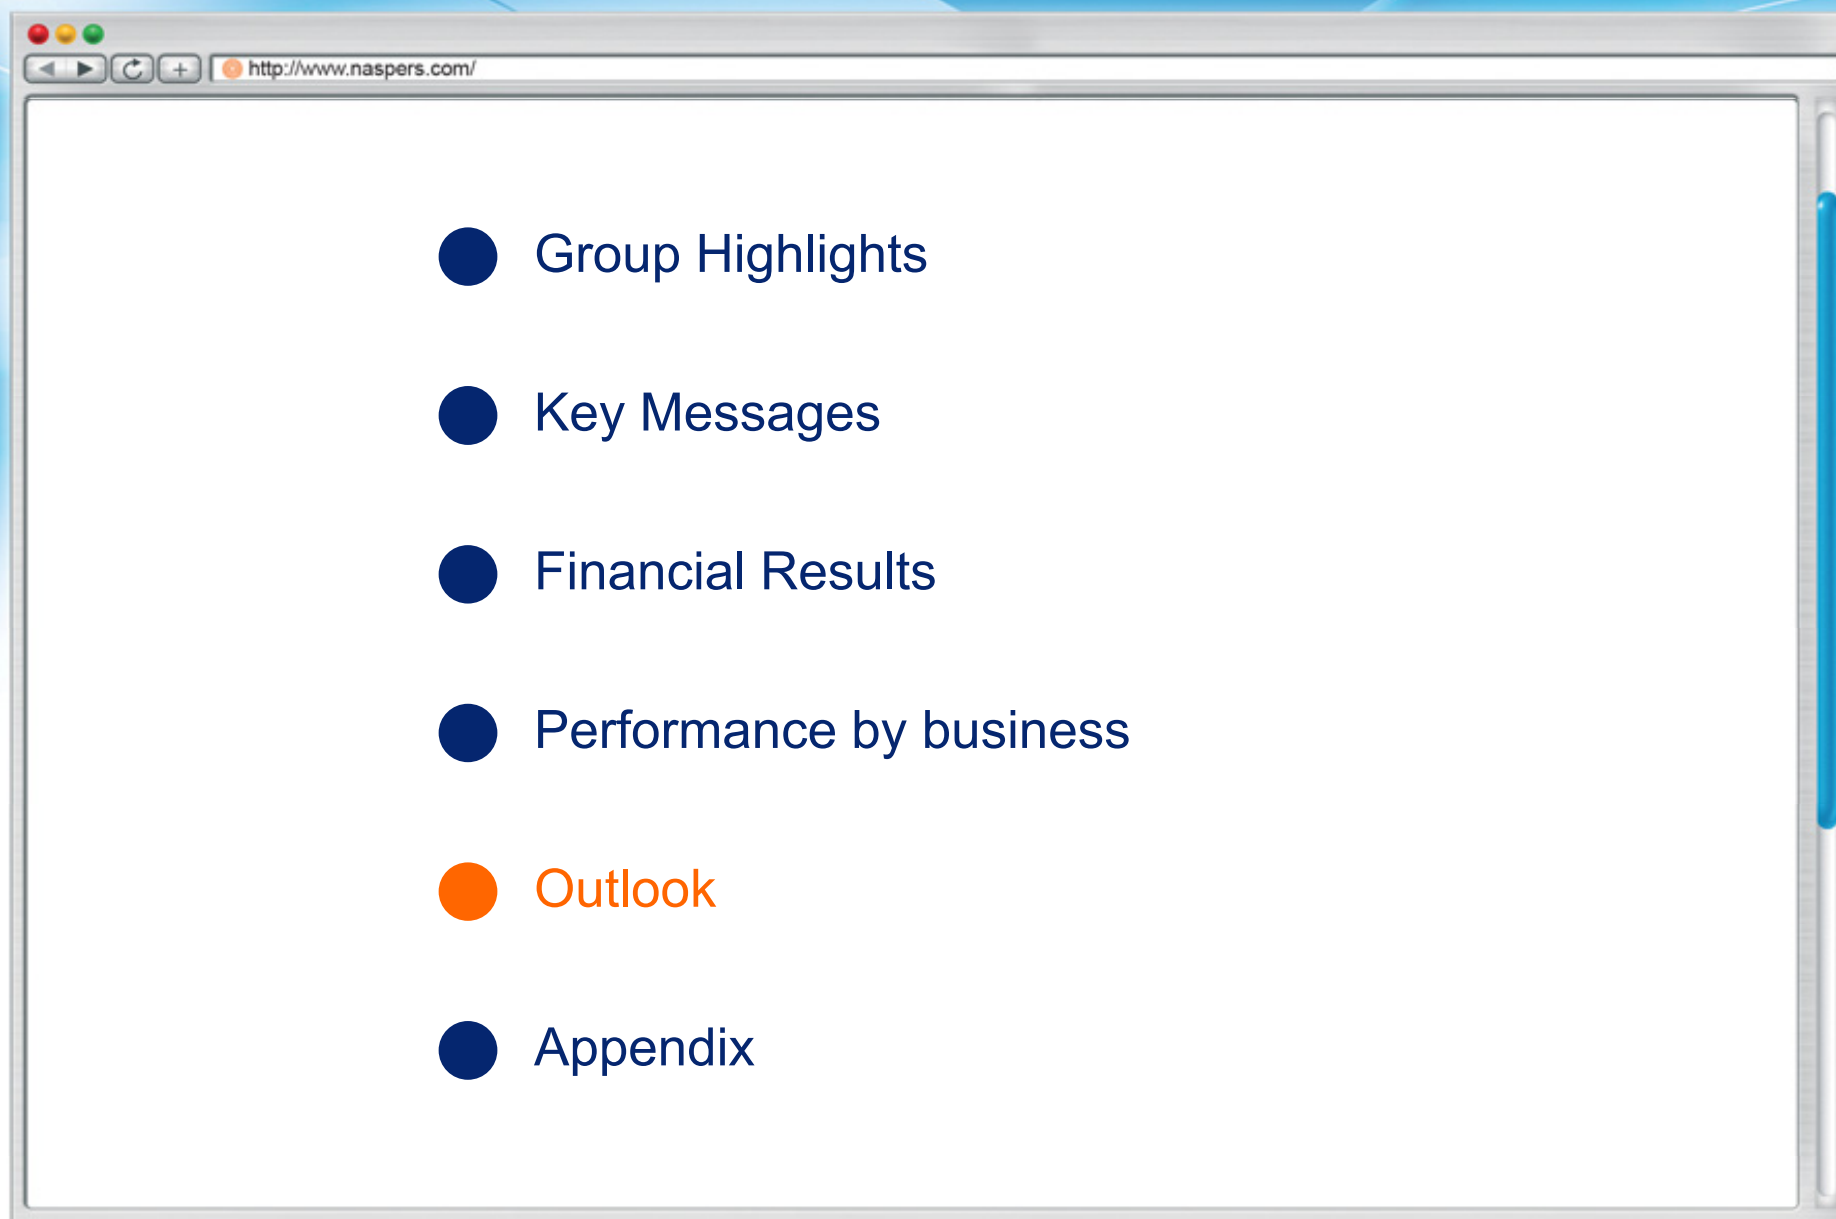 http://www.naspers.com/
Group Highlights
Key Messages
Financial Results
Performance by business
Outlook
Appendix